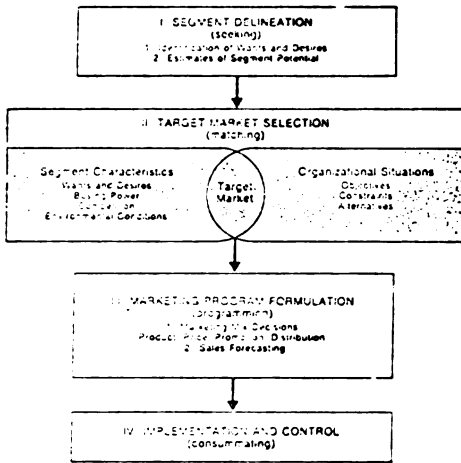 I. SEGMENT DELINEATION
(seeking)
1. Identification of Wants and Desires
2. Estimates of Segment Potential
II. TARGET MARKET SELECTION
(matching)
Segment Characteristics
Wants and Desires
Buying Power
Environmental Conditions
Target
Market
Organizational Situations
Objectives
Constraints
Alternatives
III. MARKETING PROGRAM FORMULATION
(programming)
1. Marketing Mix Decisions
Product, Price, Promotion, Distribution
2. Sales Forecasting
IV. IMPLEMENTATION AND CONTROL
(consummating)